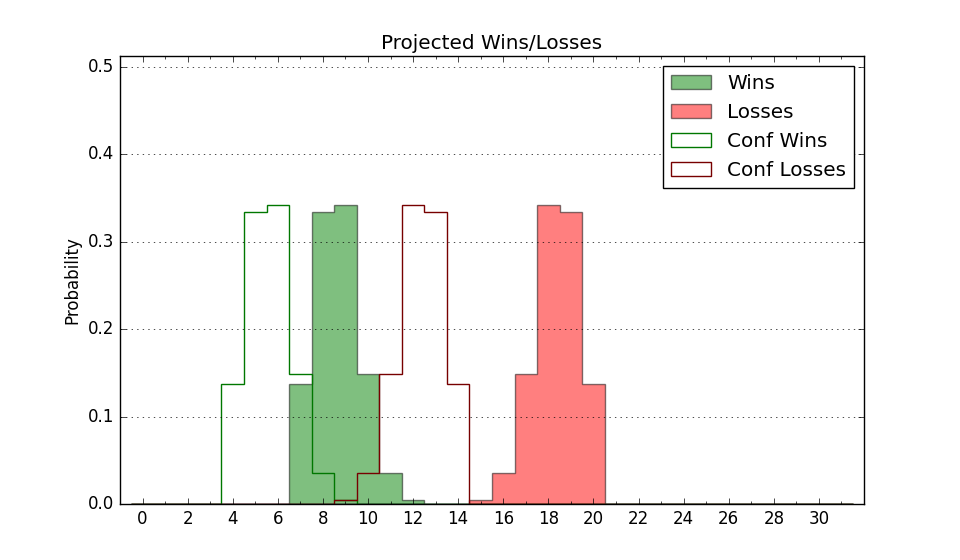 Projected Wins/Losses
Probability
0.5
0.4
0.3
0.2
0.1
0.0
Wins
Losses
Conf Wins
Conf Losses
0 2 4 6 8 10 12 14 16 18 20 22 24 26 28 30